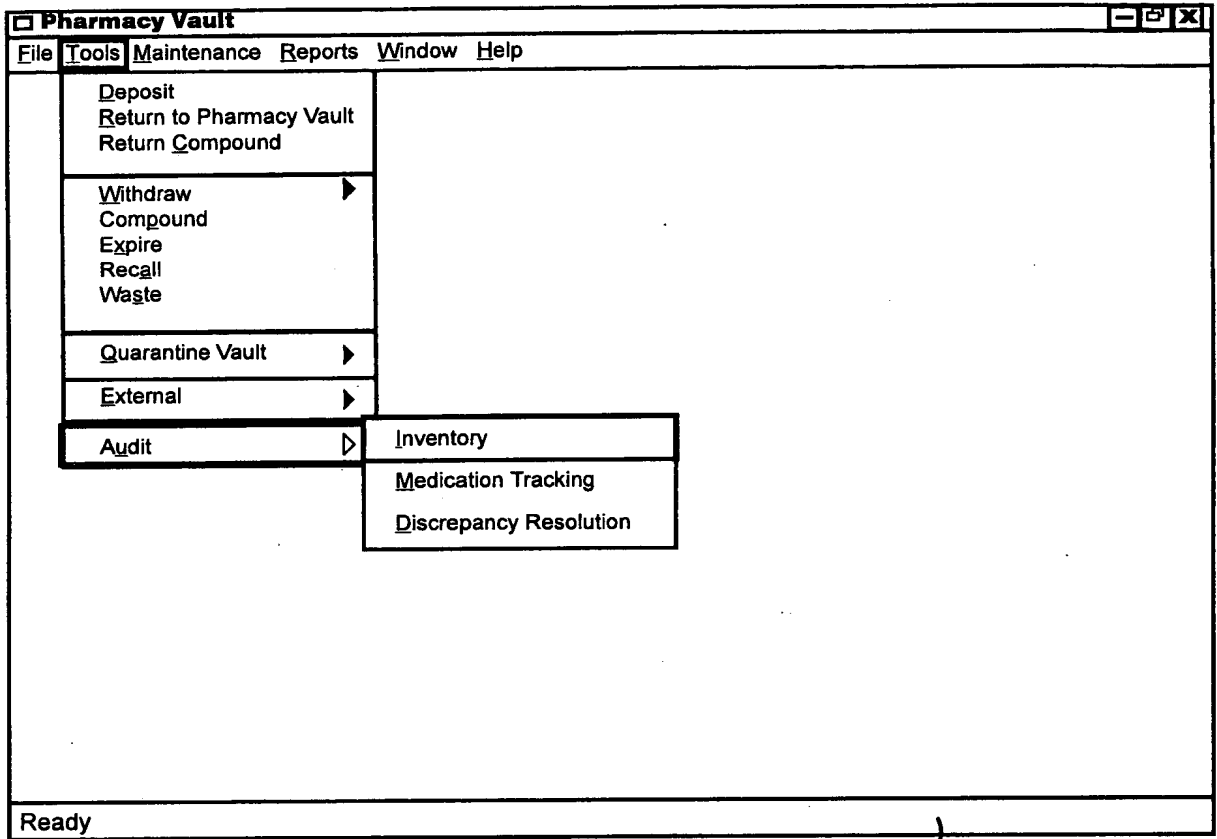 Pharmacy Vault
File Tools Maintenance Reports Window Help
Deposit
Return to Pharmacy Vault
Return Compound
Withdraw
Compound
Expire
Recall
Waste
Quarantine Vault
External
Audit
Inventory
Medication Tracking
Discrepancy Resolution
Ready